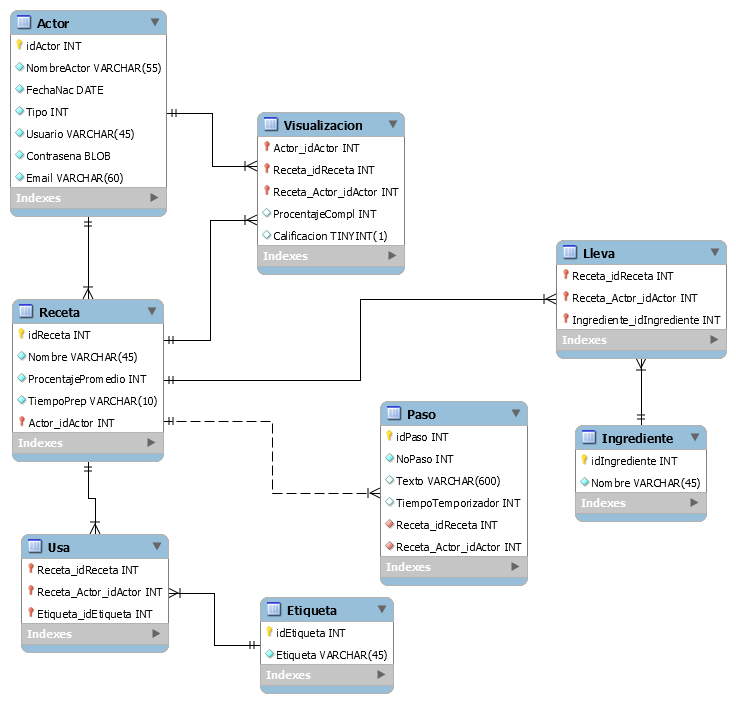 Actor
idActor INT
NombreActor VARCHAR(55)
FechaNac DATE
Tipo INT
Usuario VARCHAR(45)
Contrasena BLOB
Email VARCHAR(60)
Indexes
Visualizacion
Actor_idActor INT
Receta_idReceta INT
Receta_Actor_idActor INT
ProcentajeCompl INT
Calificacion TINYINT(1)
Indexes
Lleva
Receta_idReceta INT
Receta_Actor_idActor INT
Ingrediente_idIngrediente INT
Indexes
Receta
idReceta INT
Nombre VARCHAR(45)
ProcentajePromedio INT
TiempoPrep VARCHAR(10)
Actor_idActor INT
Indexes
Paso
idPaso INT
NoPaso INT
Texto VARCHAR(600)
TiempoTemporizador INT
Receta_idReceta INT
Receta_Actor_idActor INT
Indexes
Ingrediente
idIngrediente INT
Nombre VARCHAR(45)
Indexes
Usa
Receta_idReceta INT
Receta_Actor_idActor INT
Etiqueta_idEtiqueta INT
Indexes
Etiqueta
idEtiqueta INT
Etiqueta VARCHAR(45)
Indexes